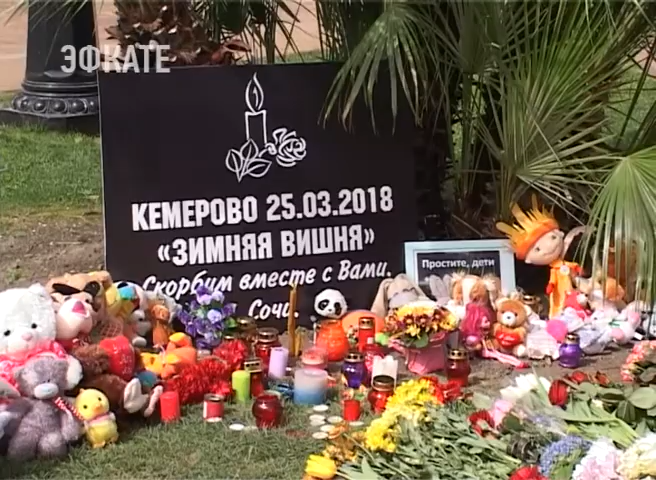 ЭФКАТЕ
КЕМЕРОВО 25.03.2018
«ЗИМНЯЯ ВИШНЯ»
Скорбим вместе с Вами.
Сочи.
Простите, дети